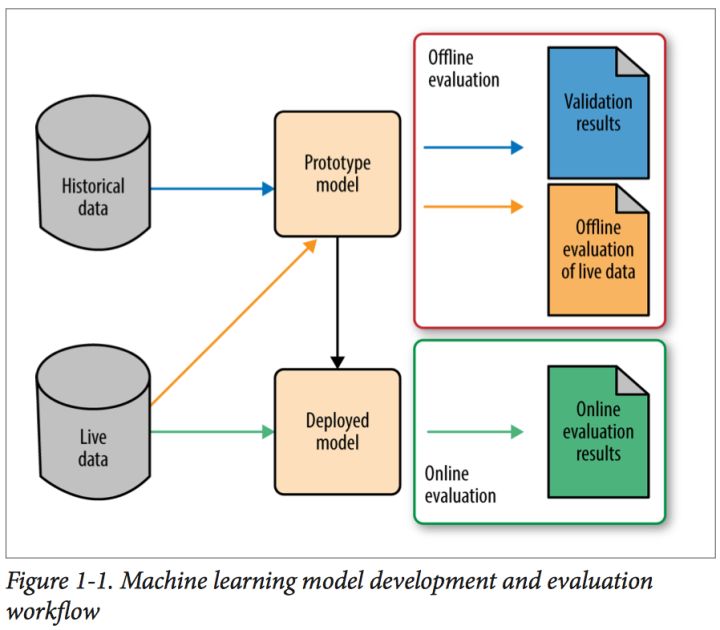 Historical
data
Prototype
model
Offline
evaluation
Validation
results
Offline
evaluation
of live data
Live
data
Deployed
model
Online
evaluation
Online
evaluation
results
Figure 1-1. Machine learning model development and evaluation
workflow